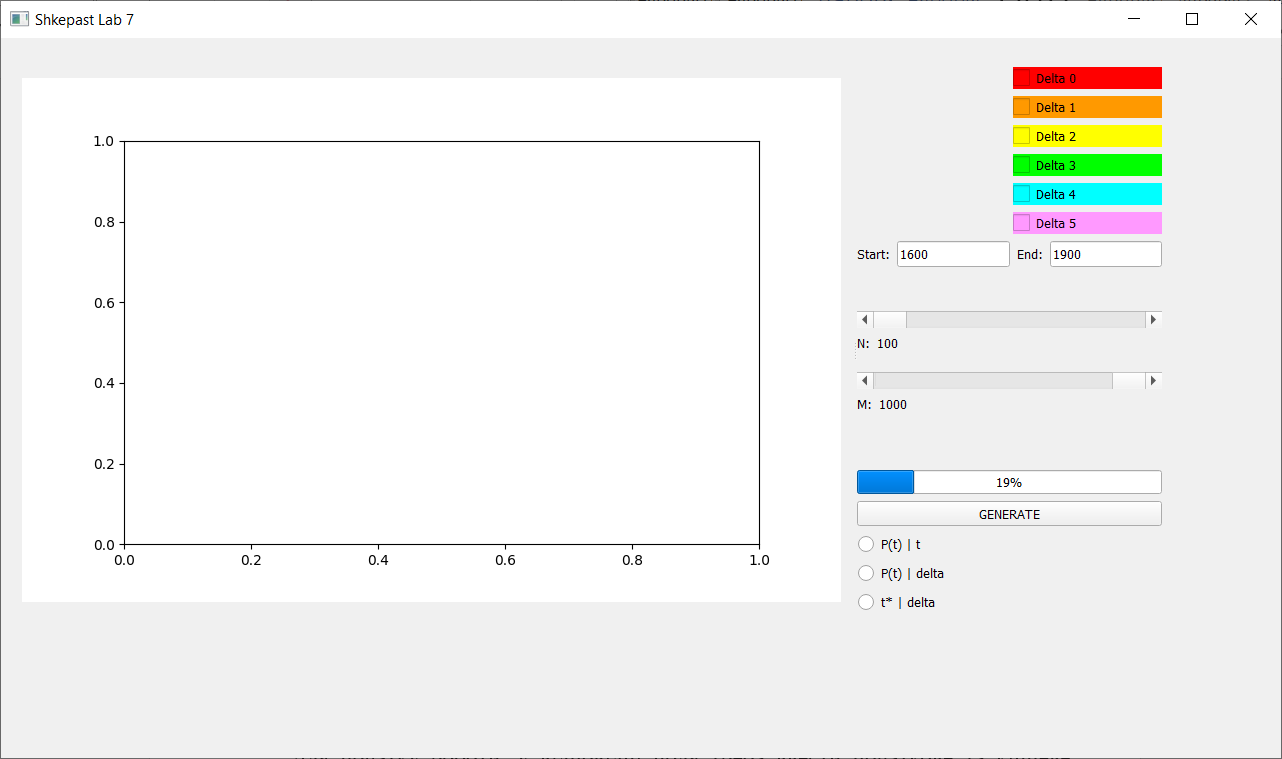 Shkepast Lab 7
1.0
0.8
0.6
0.4
0.2
0.0
0.0 0.2 0.4 0.6 0.8 1.0
Delta 0
Delta 1
Delta 2
Delta 3
Delta 4
Delta 5
Start: 1600 End: 1900
N: 100
M: 1000
19%
GENERATE
P(t) | t
P(t) | delta
t* | delta